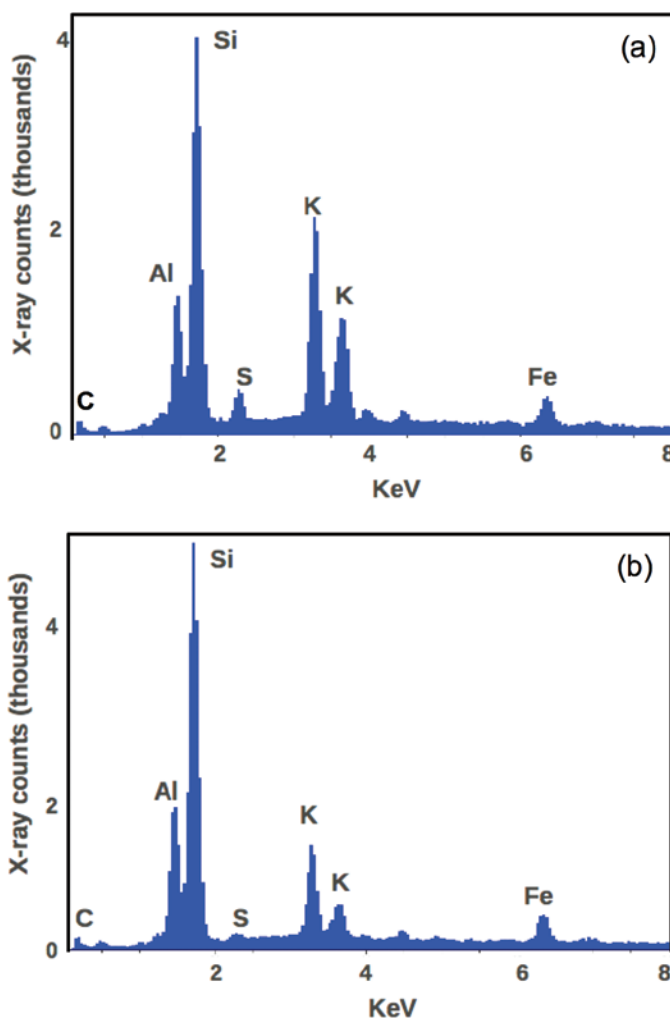 (a)
4
Si
X-ray counts (thousands)
K
2
Al
K
S
Fe
C
0
2 4 6 8
KeV
(b)
Si
4
X-ray counts (thousands)
Al
2
K
K
C
S
Fe
0
2 4 6 8
KeV